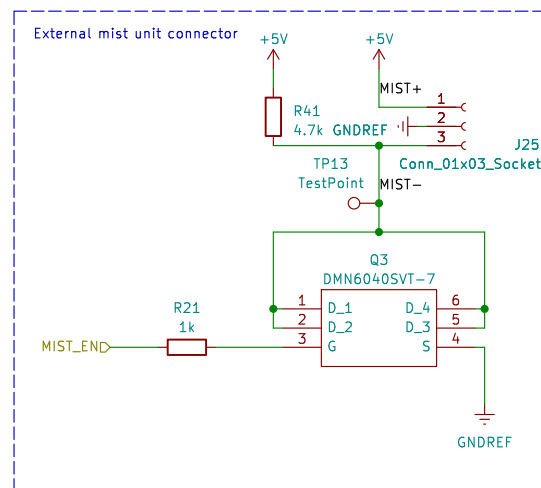 External mist unit connector
+5V
+5V
MIST+
R41
4.7k
GNDREF
1
2
3
J25
Conn_01x03_Socket
TP13
TestPoint
MIST-
Q3
DMN6040SVT-7
R21
1k
MIST_EN
1
2
3
D_1
D_2
G
D_4
D_3
S
6
5
4
GNDREF